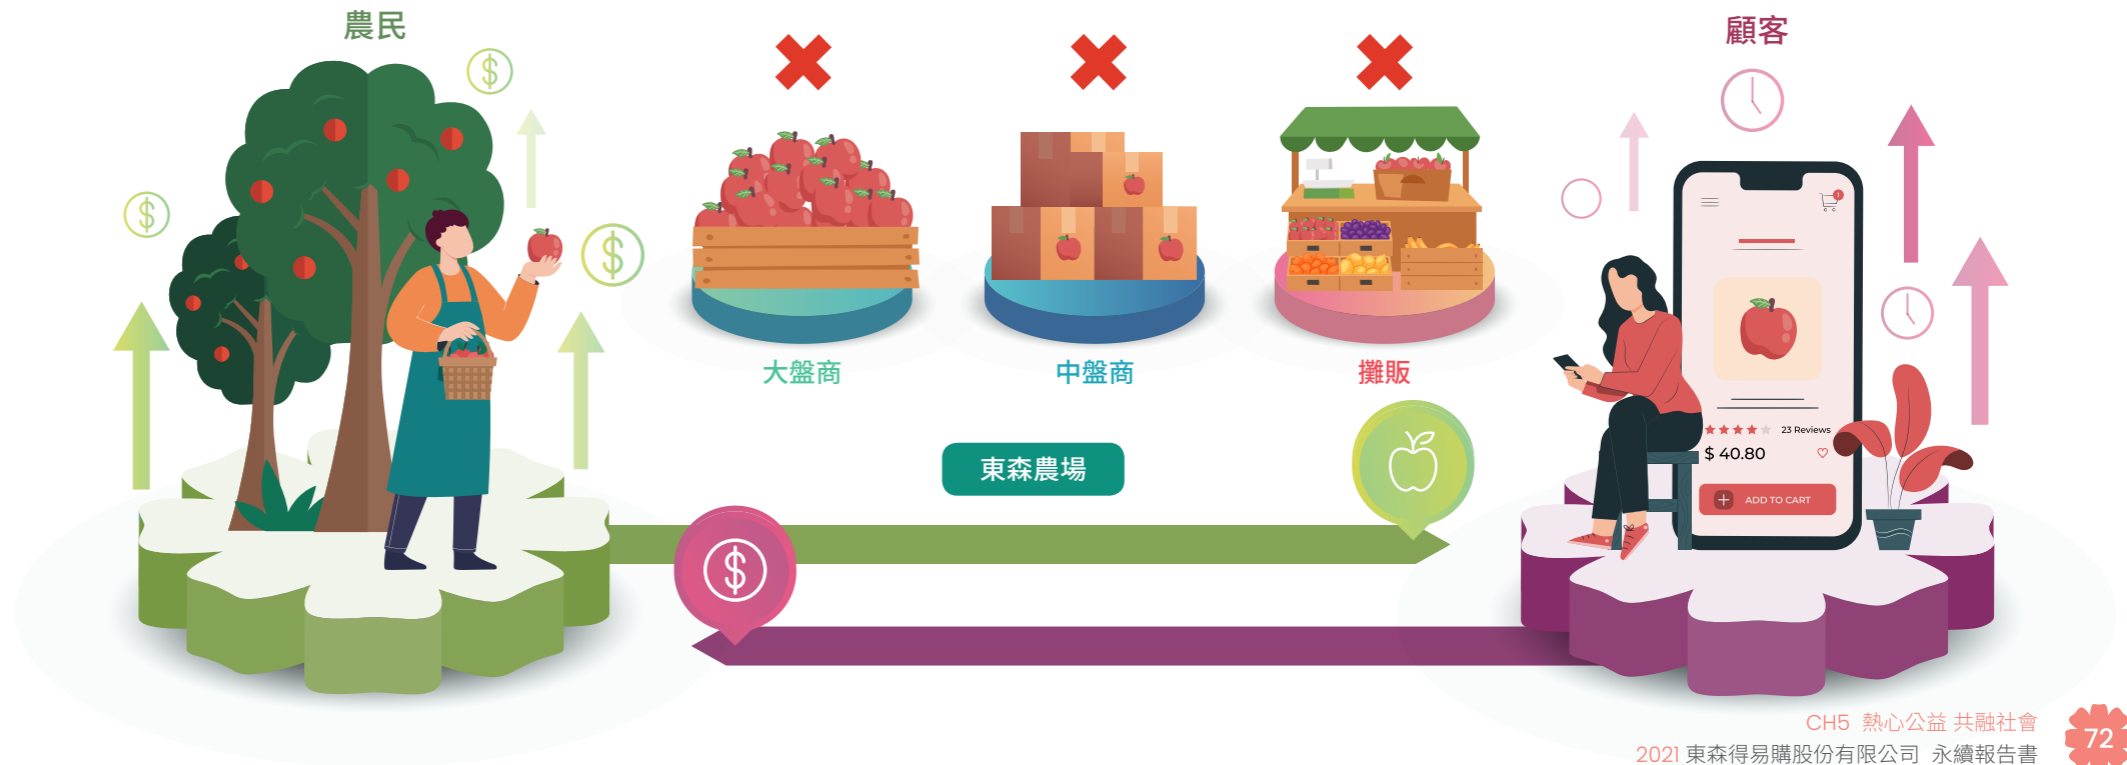 農民
顧客
大盤商
中盤商
攤販
東森農場
1
23 Reviews
$ 40.80
ADD TO CART
CH5 熱心公益 共融社會
2021 東森得易購股份有限公司 永續報告書
72